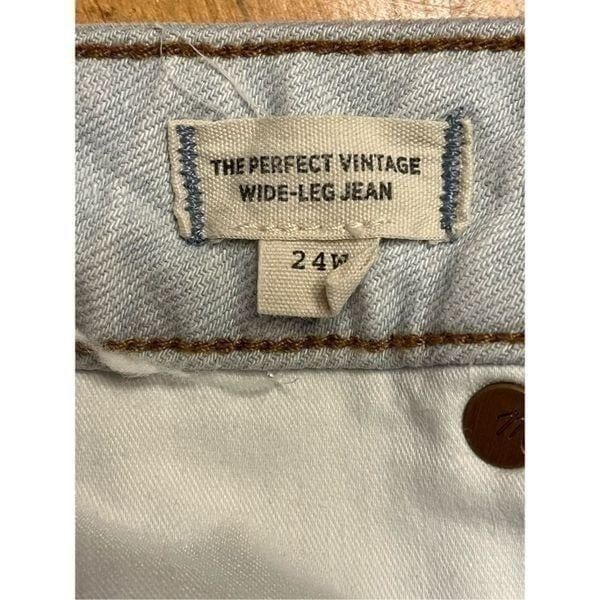 THE PERFECT VINTAGE
WIDE-LEG JEAN
24W